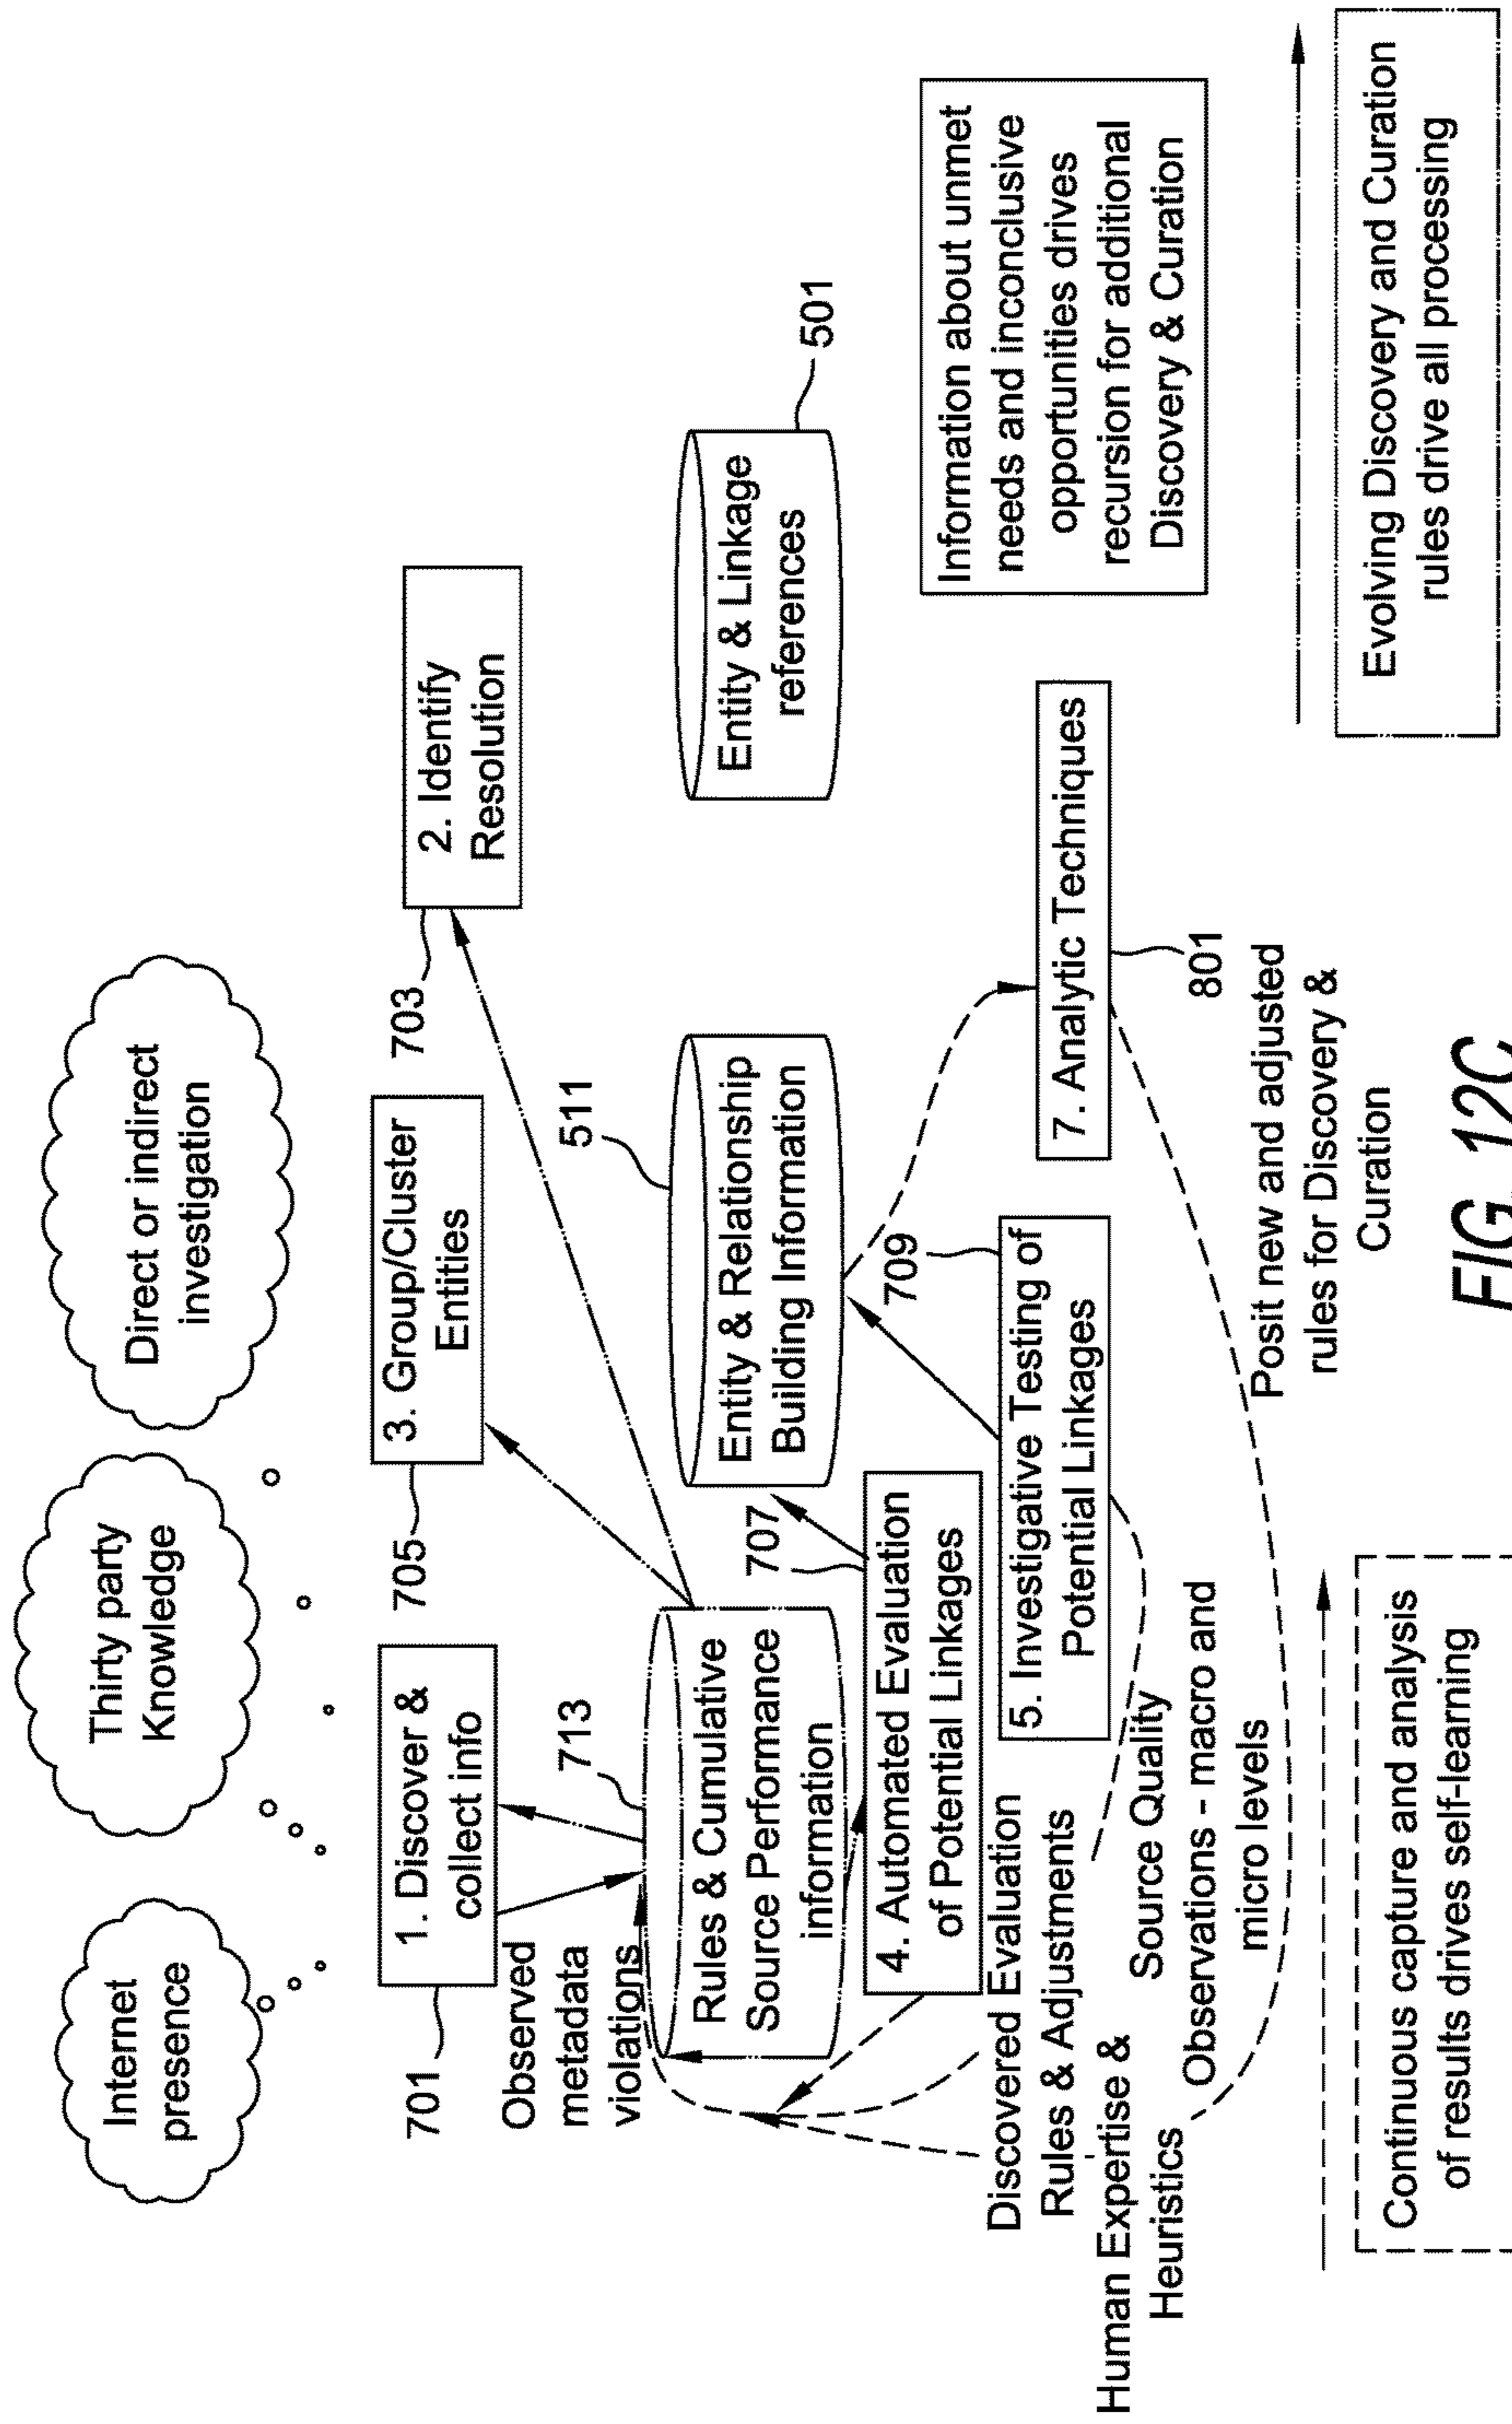 Internet
presence
Thirty party
Knowledge
Direct or indirect
investigation
701
1. Discover &
collect info
705
3. Group/Cluster
Entities
703
2. Identify
Resolution
Observed
metadata
violations
713
Rules & Cumulative
Source Performance
information
511
Entity & Relationship
Building Information
Entity & Linkage
references
501
707
4. Automated Evaluation
of Potential Linkages
709
5. Investigative Testing of
Potential Linkages
7. Analytic Techniques
801
Information about unmet
needs and inconclusive
opportunities drives
recursion for additional
Discovery & Curation
Discovered Evaluation
Rules & Adjustments
Human Expertise &
Heuristics
Source Quality
Observations - macro and
micro levels
Posit new and adjusted
rules for Discovery &
Curation
Continuous capture and analysis
of results drives self-learning
Evolving Discovery and Curation
rules drive all processing
FIG. 12C